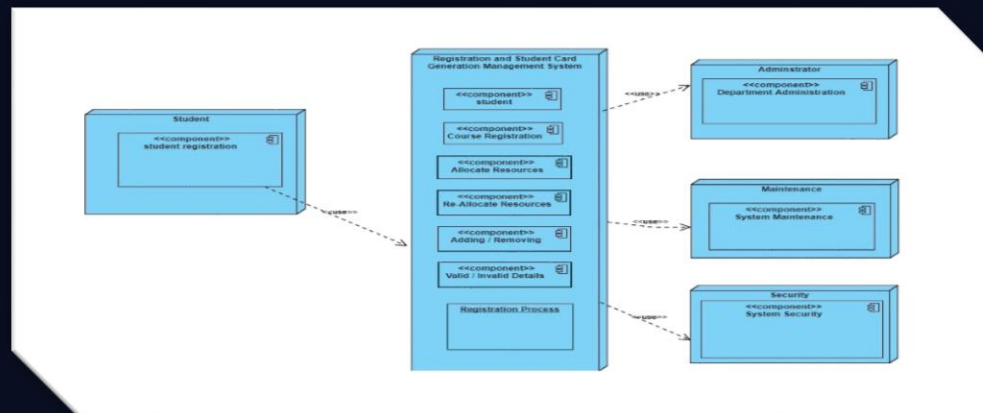 Student
<<component>>
student registration
<<use>>
Registration and Student Card
Generation Management System
<<component>>
student
<<component>>
Course Registration
<<component>>
Allocate Resources
<<component>>
Re-Allocate Resources
<<component>>
Adding / Removing
<<component>>
Valid / Invalid Details
Registration Process
<<use>>
<<use>>
<<use>>
Adminstrator
<<component>>
Department Administration
Maintenance
<<component>>
System Maintenance
Security
<<component>>
System Security